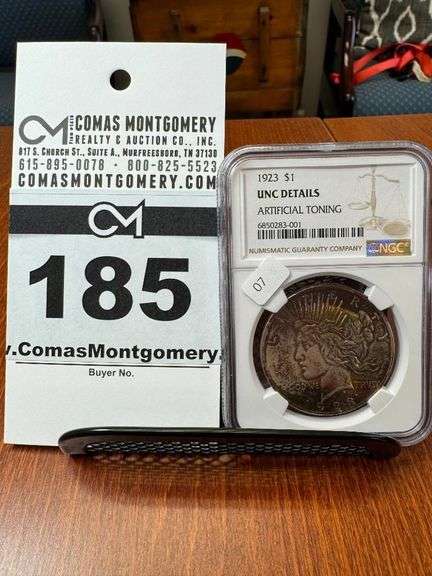 CM COMAS MONTGOMERY
REALTY & AUCTION CO., INC.
817 S. CHURCH ST., SUITE A., MURFREESBORO, TN 37130
615-895-0078 • 800-825-5523
COMASMONTGOMERY.COM
CM
185
.ComasMontgomery.
Buyer No.
1923 $1
UNC DETAILS
ARTIFICIAL TONING
6850283-001
NUMISMATIC GUARANTY COMPANY
NGC
07